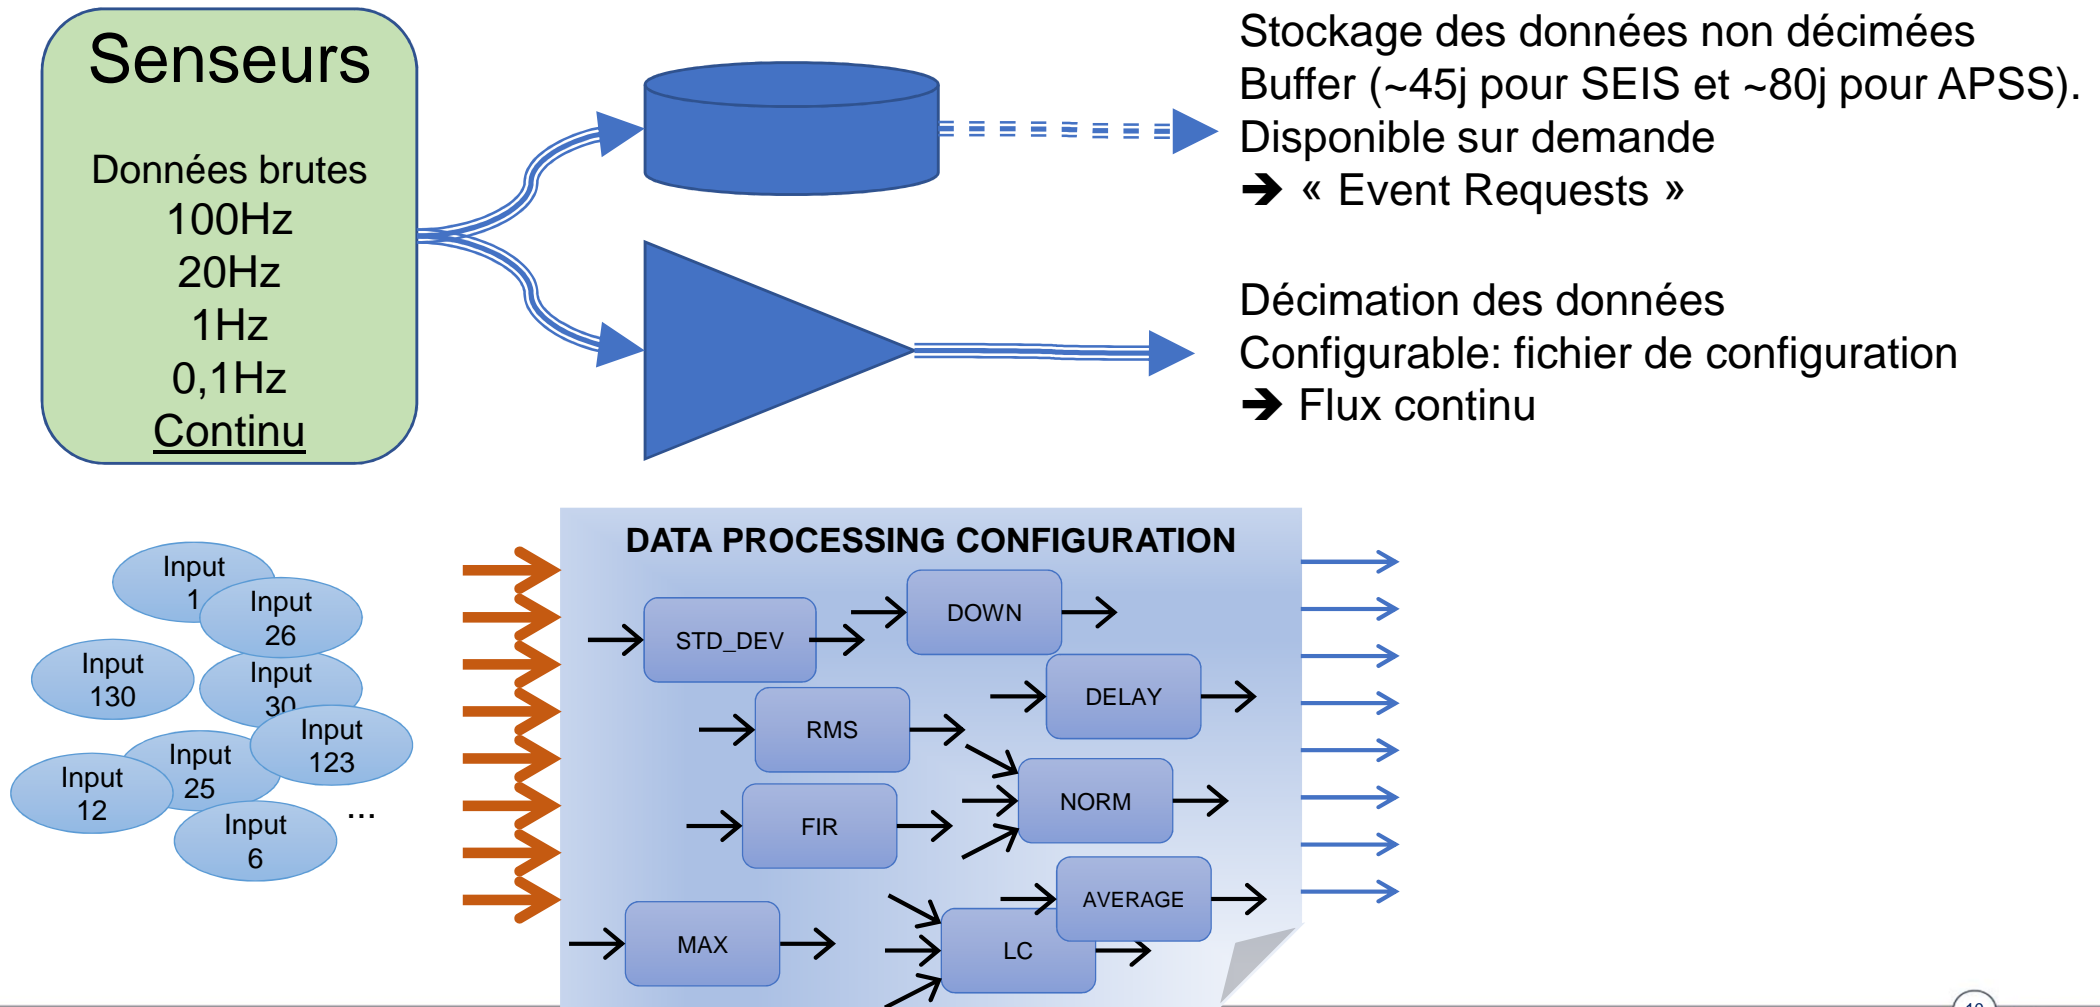 Senseurs
Données brutes
100Hz
20Hz
1Hz
0,1Hz
Continu
Stockage des données non décimées
Buffer (~45j pour SEIS et ~80j pour APSS).
Disponible sur demande
➔ « Event Requests »
Décimation des données
Configurable: fichier de configuration
➔ Flux continu
Input
1
Input
26
Input
130
Input
30
Input
123
Input
25
Input
12
Input
6
...
DATA PROCESSING CONFIGURATION
STD_DEV
DOWN
DELAY
RMS
NORM
FIR
AVERAGE
MAX
LC